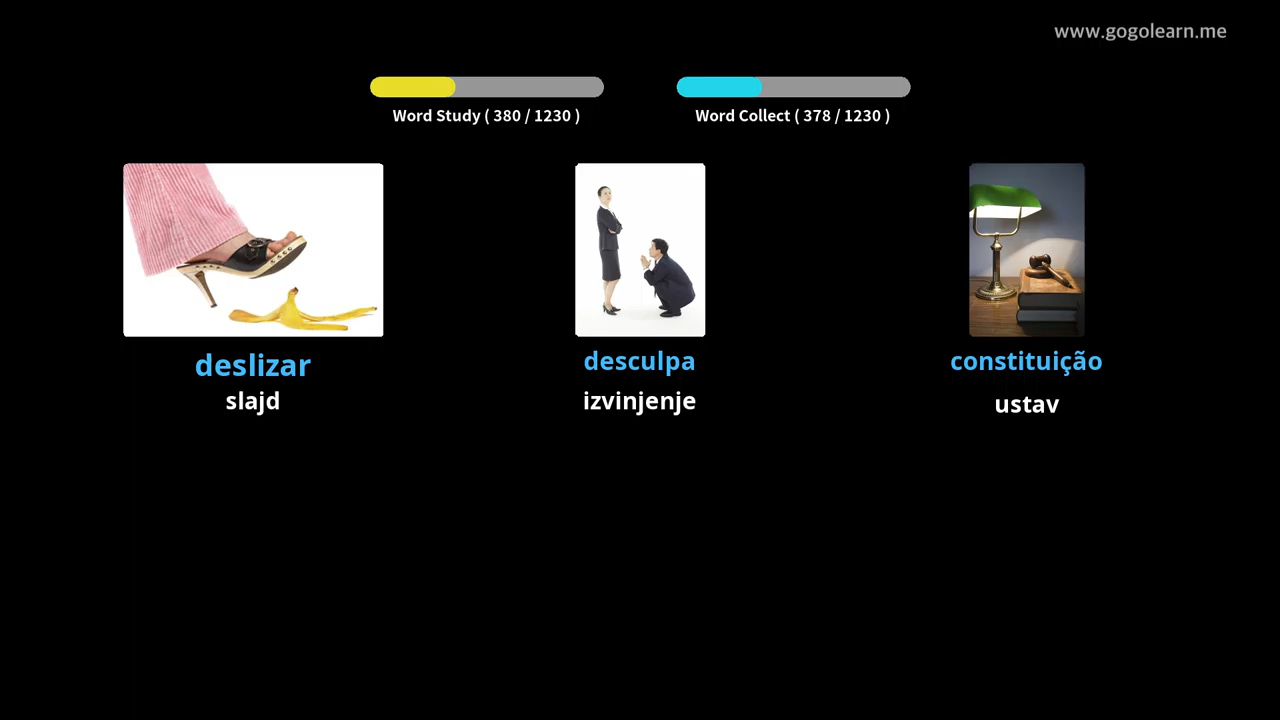 www.gogolearn.me
Word Study ( 380 / 1230 )
Word Collect ( 378 / 1230 )
deslizar
desculpa
constituição
slajd
izvinjenje
ustav